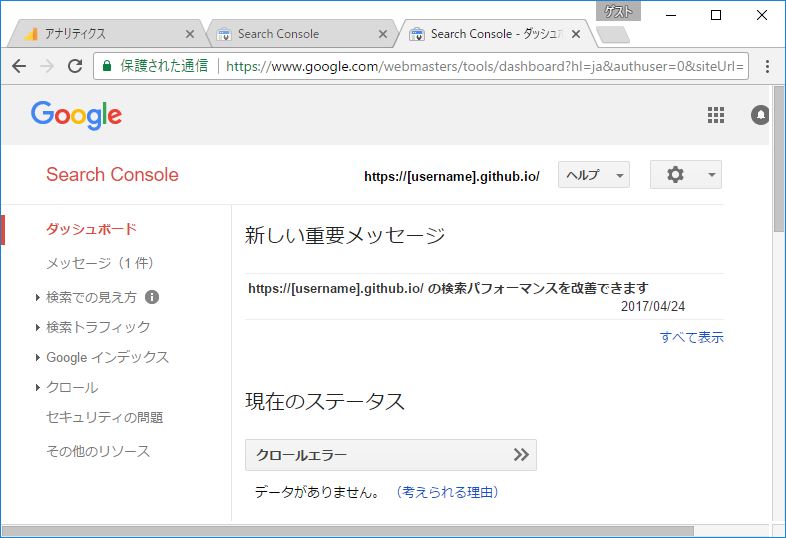 ゲスト
アナリティクス
Search Console
Search Console - ダッシュボ
保護された通信
https://www.google.com/webmasters/tools/dashboard?hl=ja&authuser=0&siteUrl=
Google
Search Console
https://[username].github.io/
ヘルプ
ダッシュボード
メッセージ（1 件）
検索での見え方
検索トラフィック
Google インデックス
クロール
セキュリティの問題
その他のリソース
新しい重要メッセージ
https://[username].github.io/ の検索パフォーマンスを改善できます
2017/04/24
すべて表示
現在のステータス
クロールエラー
データがありません。（考えられる理由）